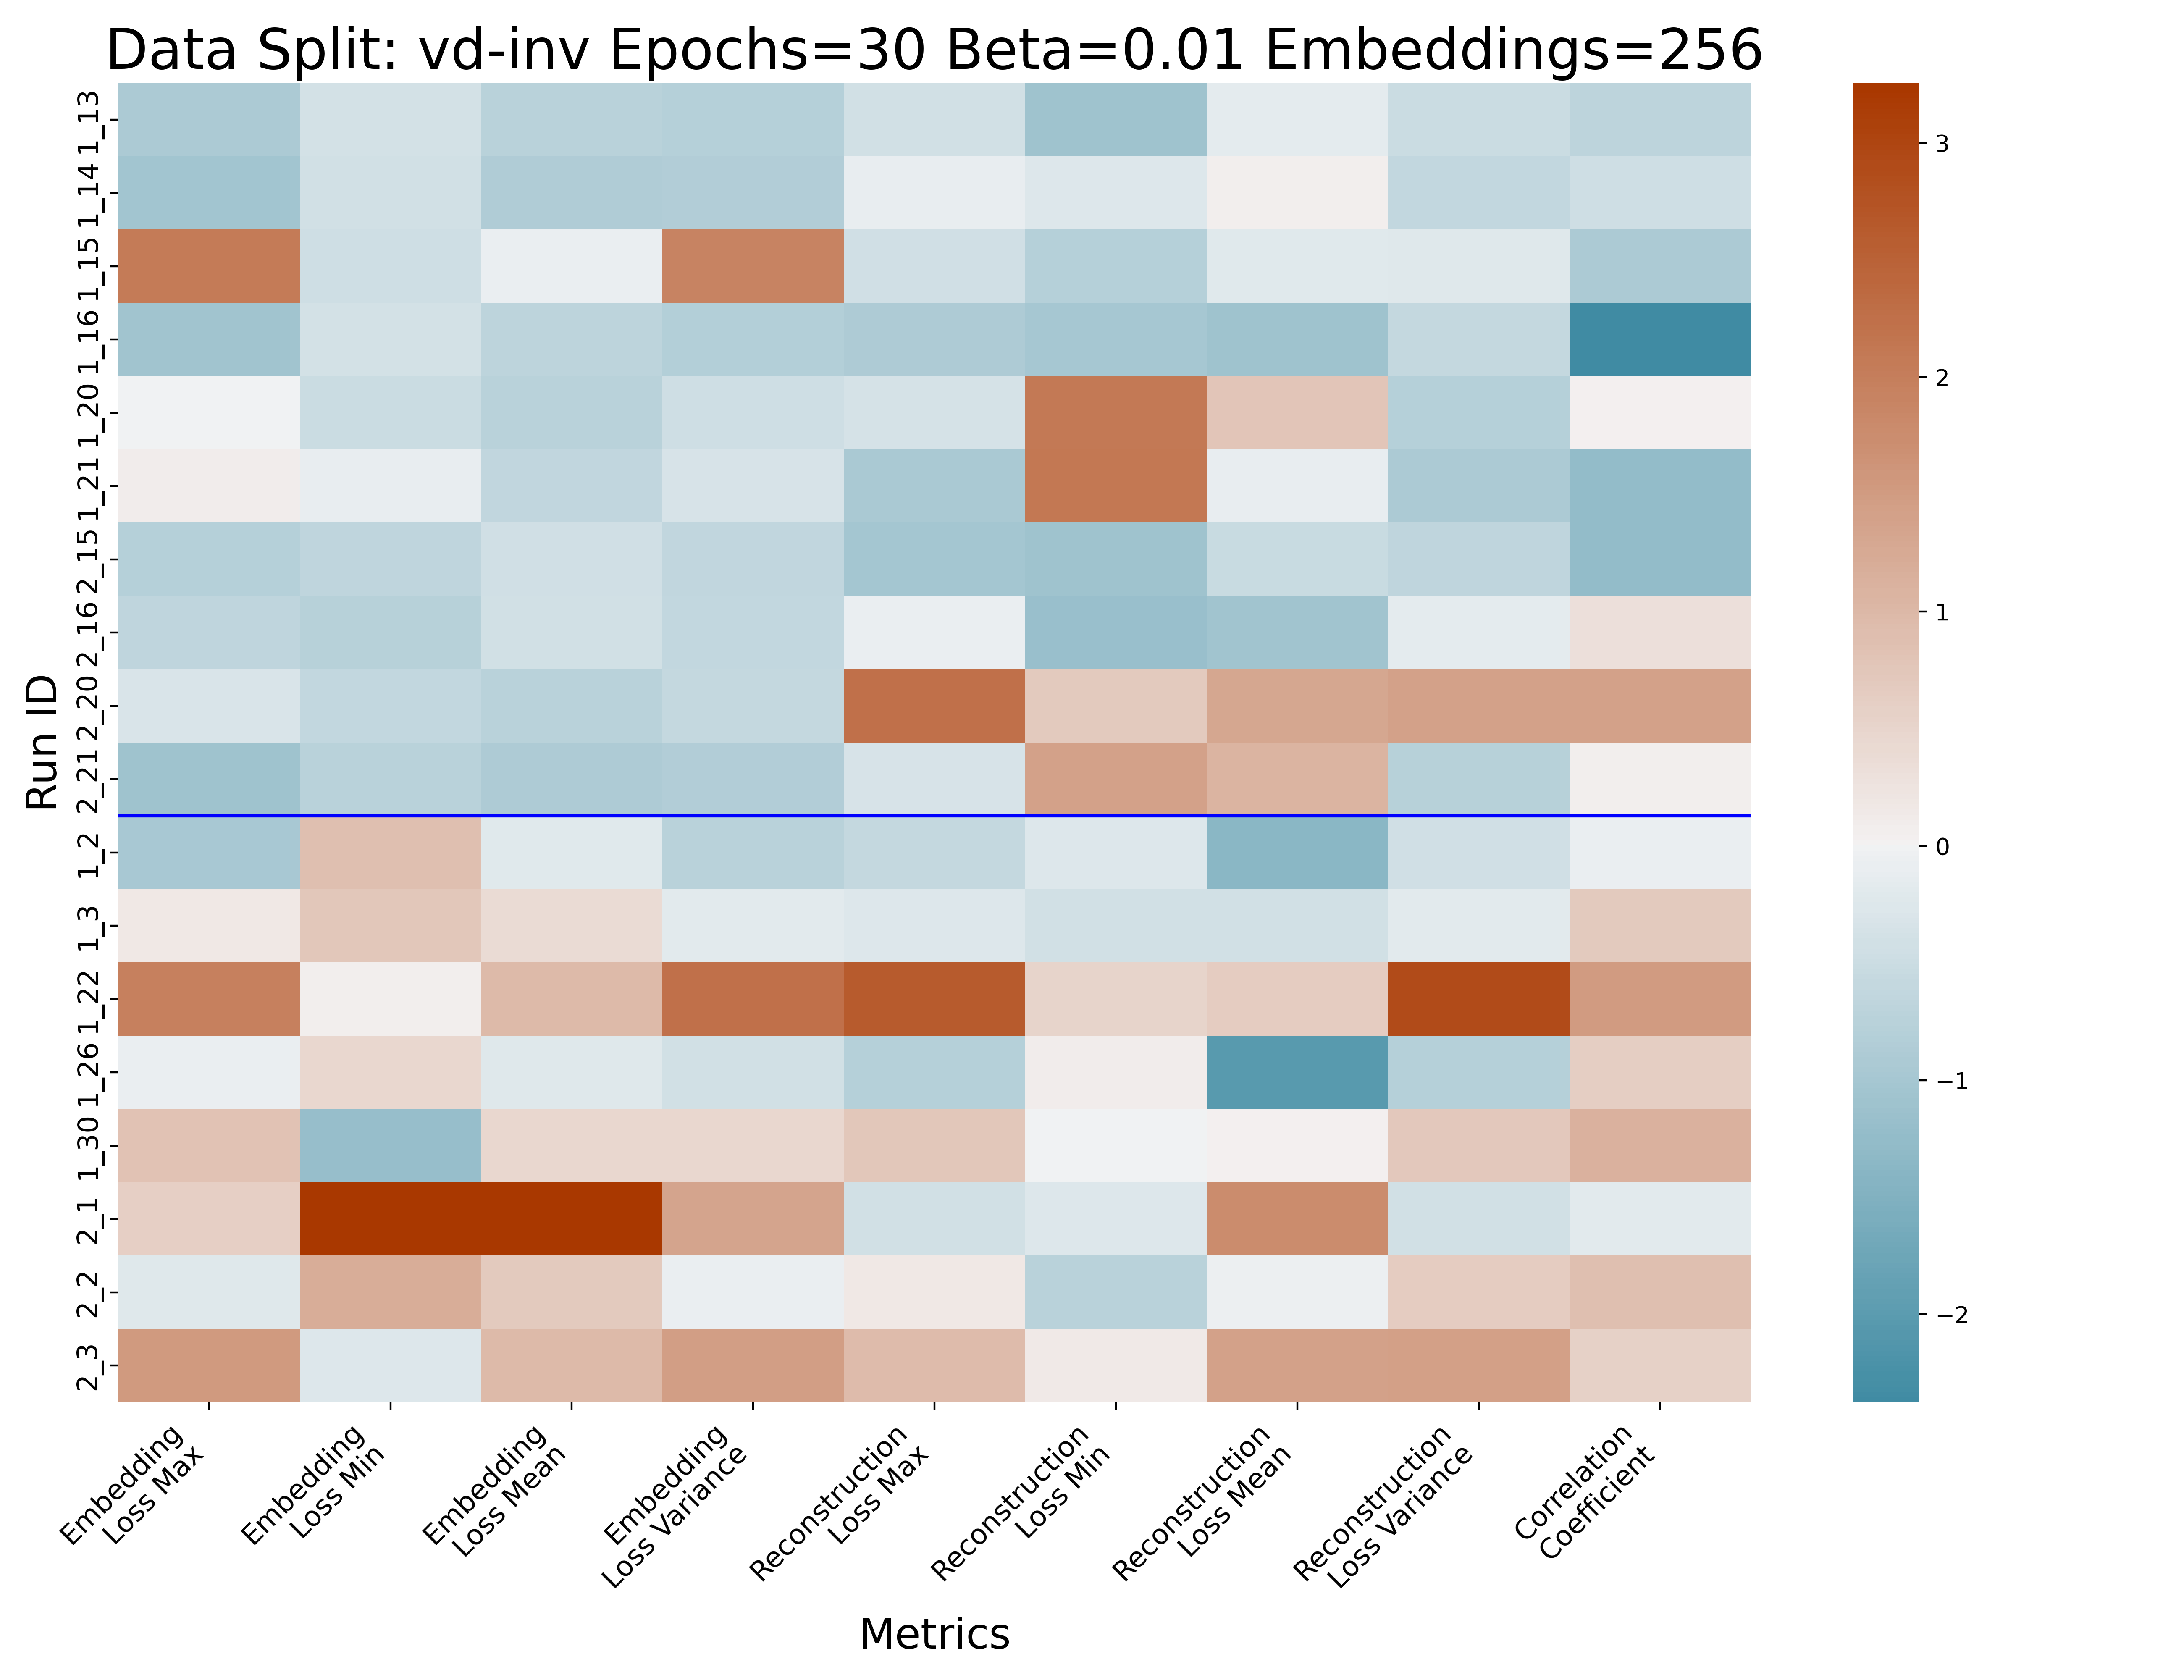 Data Split: vd-inv Epochs=30 Beta=0.01 Embeddings=256
Run ID
1_13
1_14
1_15
1_16
1_20
1_21
2_15
2_16
2_20
2_21
1_2
1_3
1_22
1_26
1_30
2_1
2_2
2_3
Embedding
Loss Max
Embedding
Loss Min
Embedding
Loss Mean
Embedding
Loss Variance
Reconstruction
Loss Max
Reconstruction
Loss Min
Reconstruction
Loss Mean
Reconstruction
Loss Variance
Correlation
Coefficient
Metrics
3
2
1
0
−1
−2